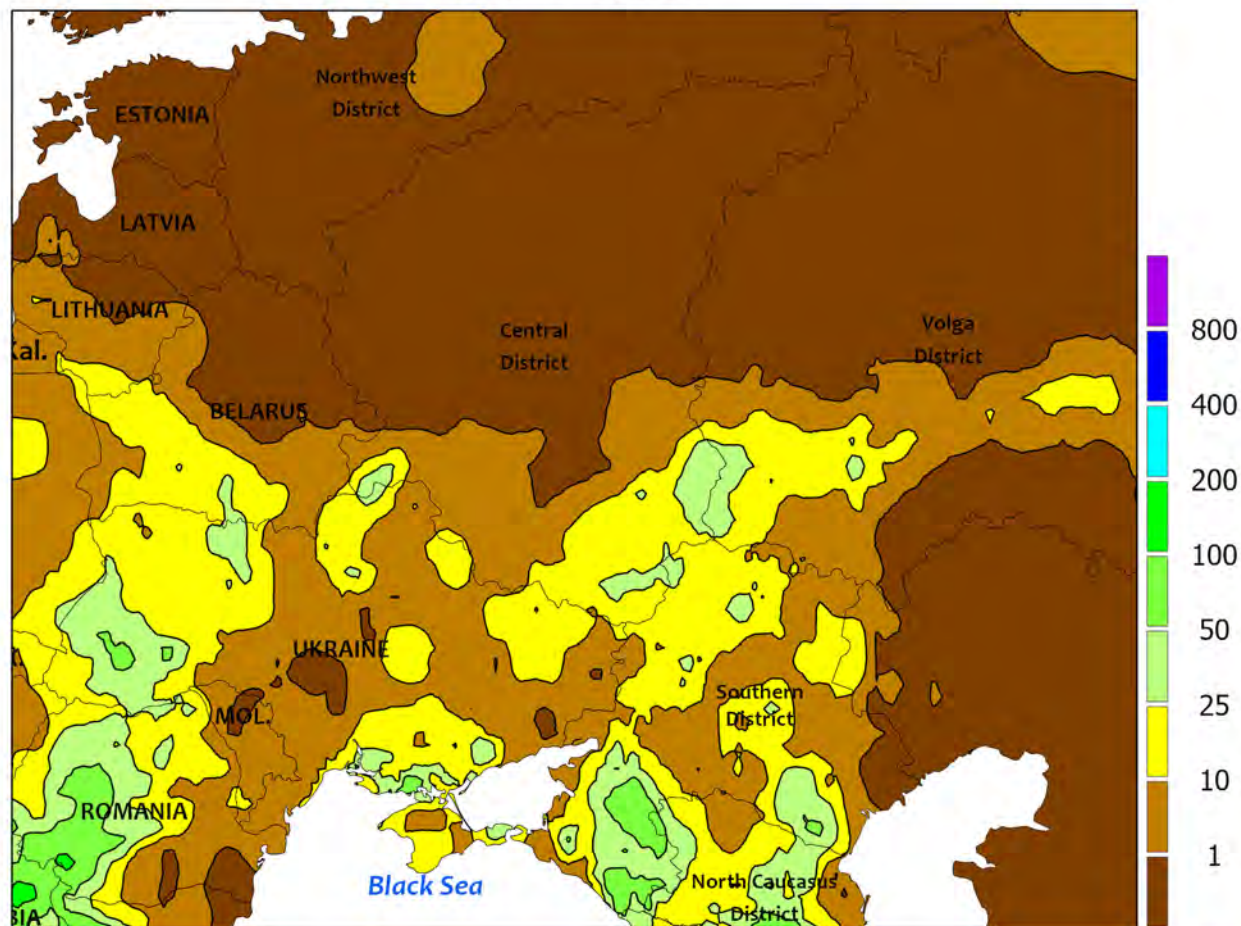 Northwest
District
ESTONIA
LATVIA
LITHUANIA
Kal.
Central
District
Volga
District
BELARUS
UKRAINE
MOL.
Southern
District
ROMANIA
Black Sea
North Caucasus
District
BIA
800
400
200
100
50
25
10
1